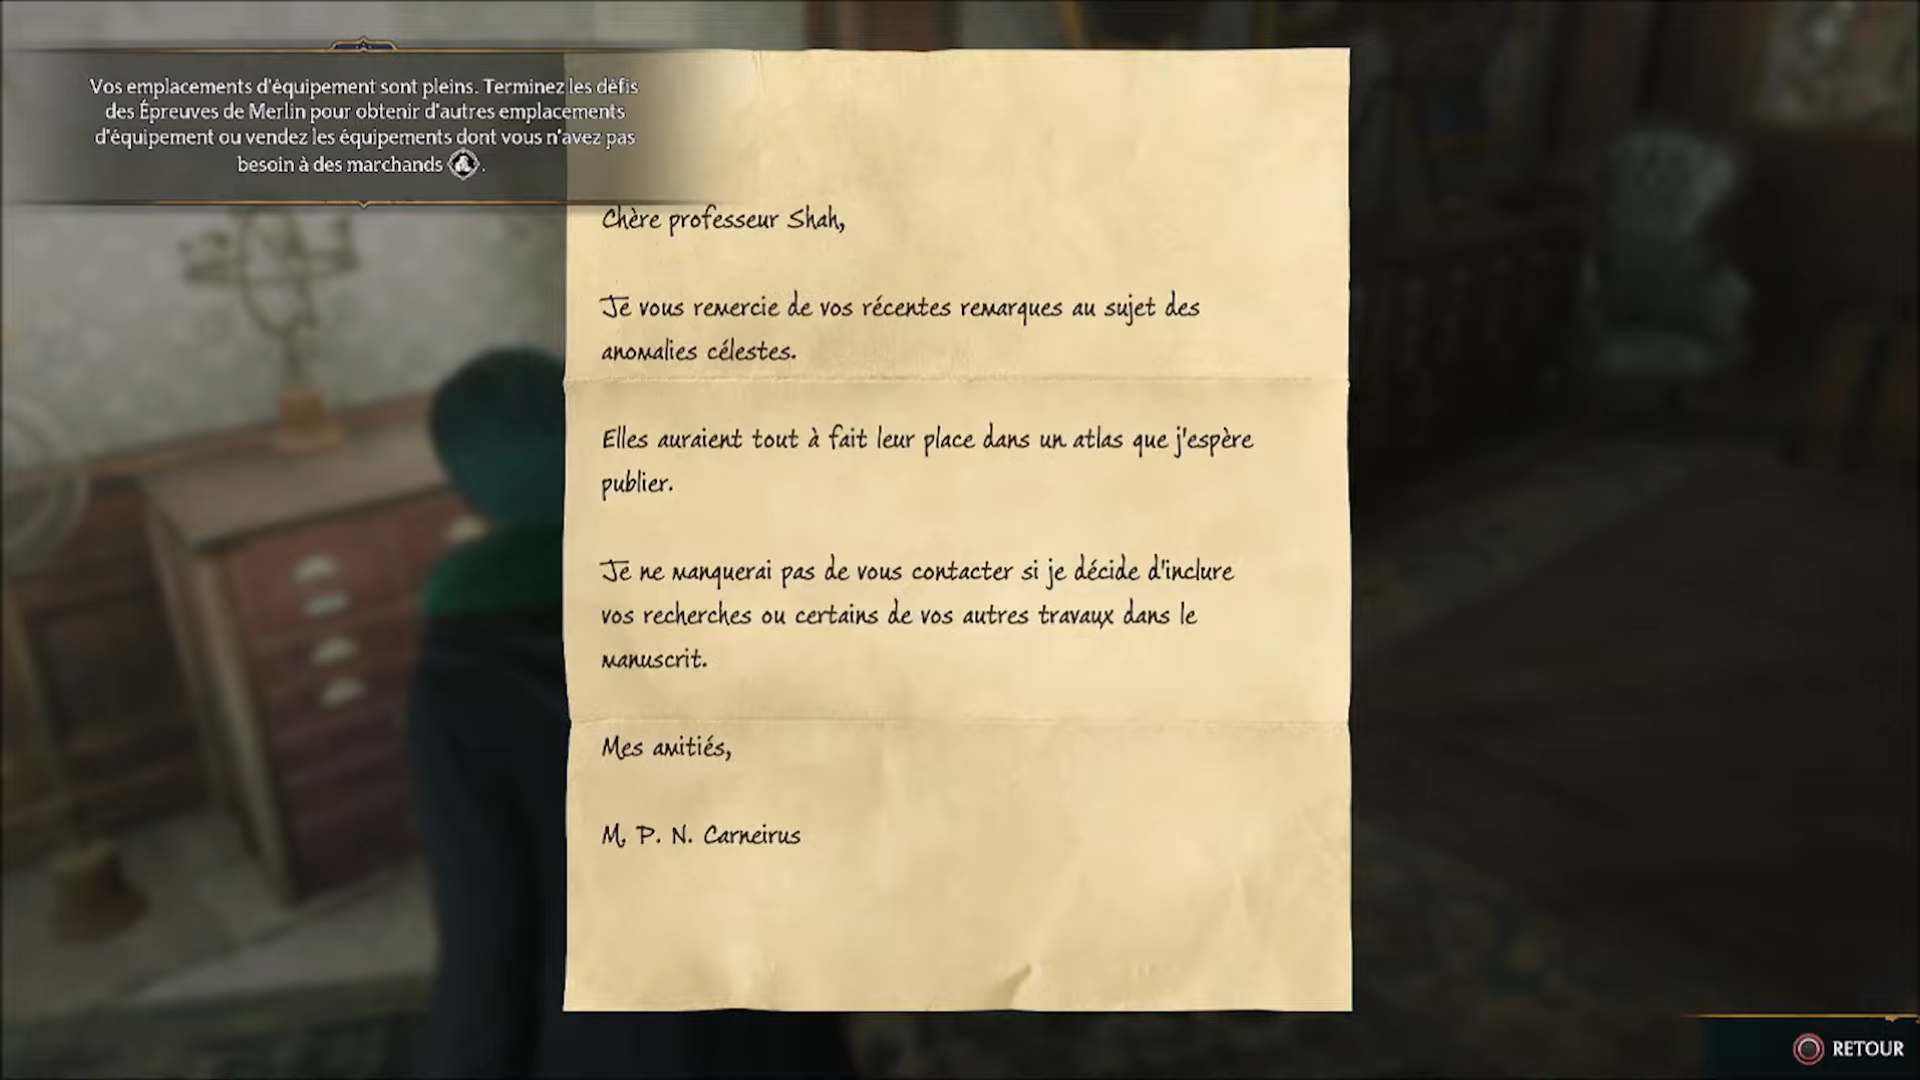 Vos emplacements d'équipement sont pleins. Terminez les défis
des Épreuves de Merlin pour obtenir d'autres emplacements
d'équipement ou vendez les équipements dont vous n'avez pas
besoin à des marchands .
Chère professeur Shah,
Je vous remercie de vos récentes remarques au sujet des
anomalies célestes.
Elles auraient tout à fait leur place dans un atlas que j'espère
publier.
Je ne manquerai pas de vous contacter si je décide d'inclure
vos recherches ou certains de vos autres travaux dans le
manuscrit.
Mes amitiés,
M. P. N. Carneirus
RETOUR